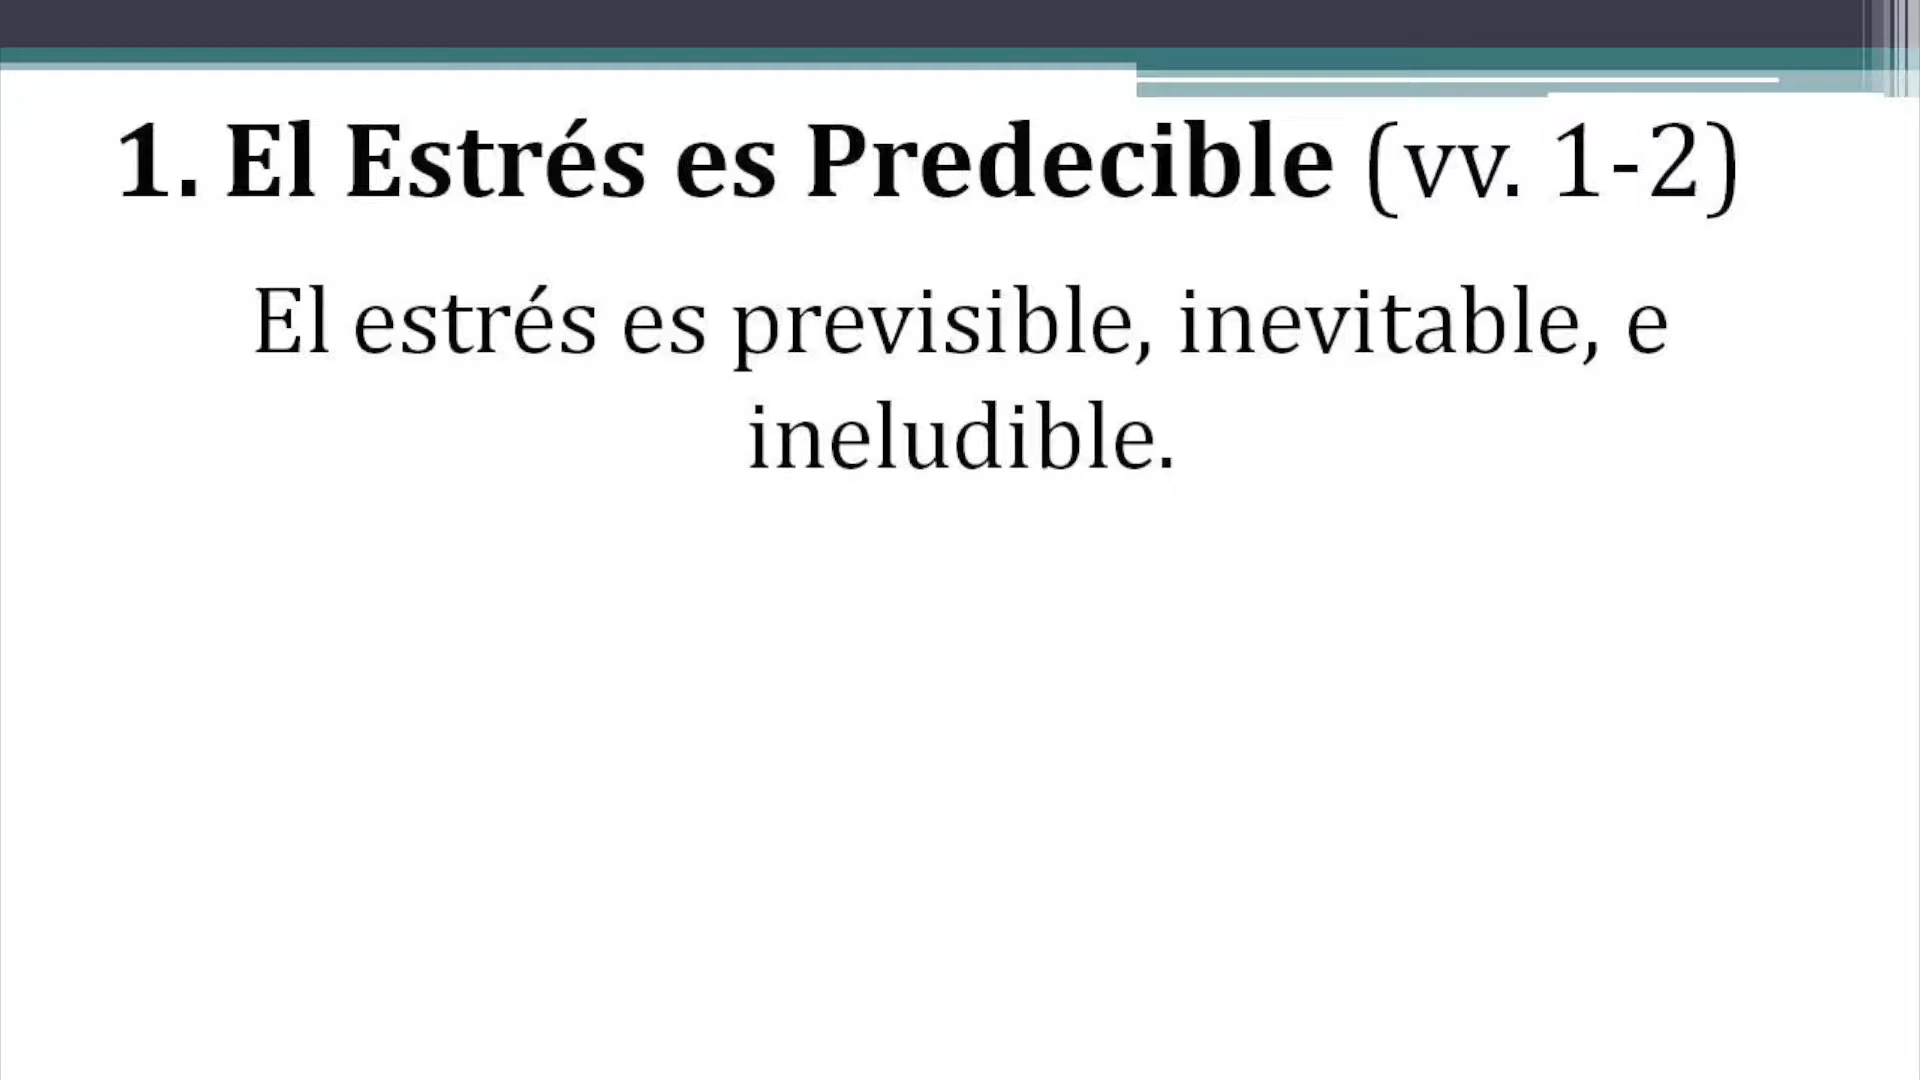 1. El Estrés es Predecible (vv. 1-2)
El estrés es previsible, inevitable, e
ineludible.